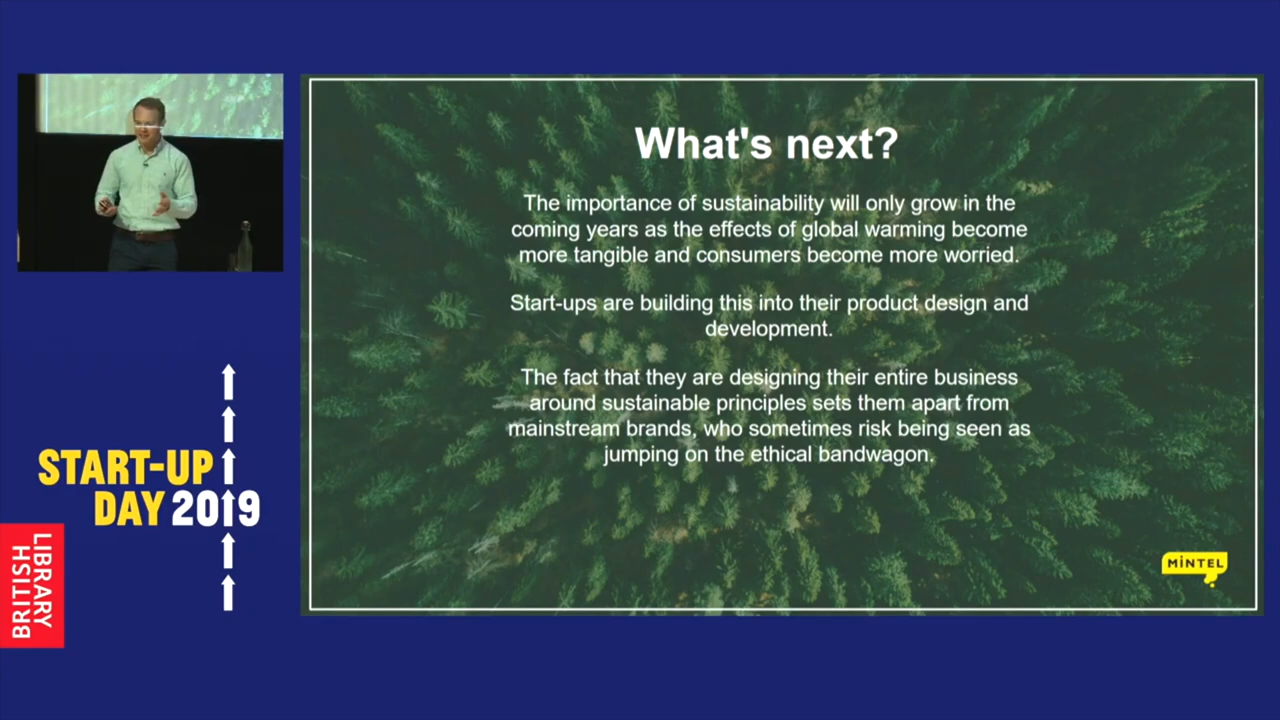 What's next?
The importance of sustainability will only grow in the
coming years as the effects of global warming become
more tangible and consumers become more worried.
Start-ups are building this into their product design and
development.
The fact that they are designing their entire business
around sustainable principles sets them apart from
mainstream brands, who sometimes risk being seen as
jumping on the ethical bandwagon.
MiNTEL
START-UP
DAY 2019
BRITISH
LIBRARY